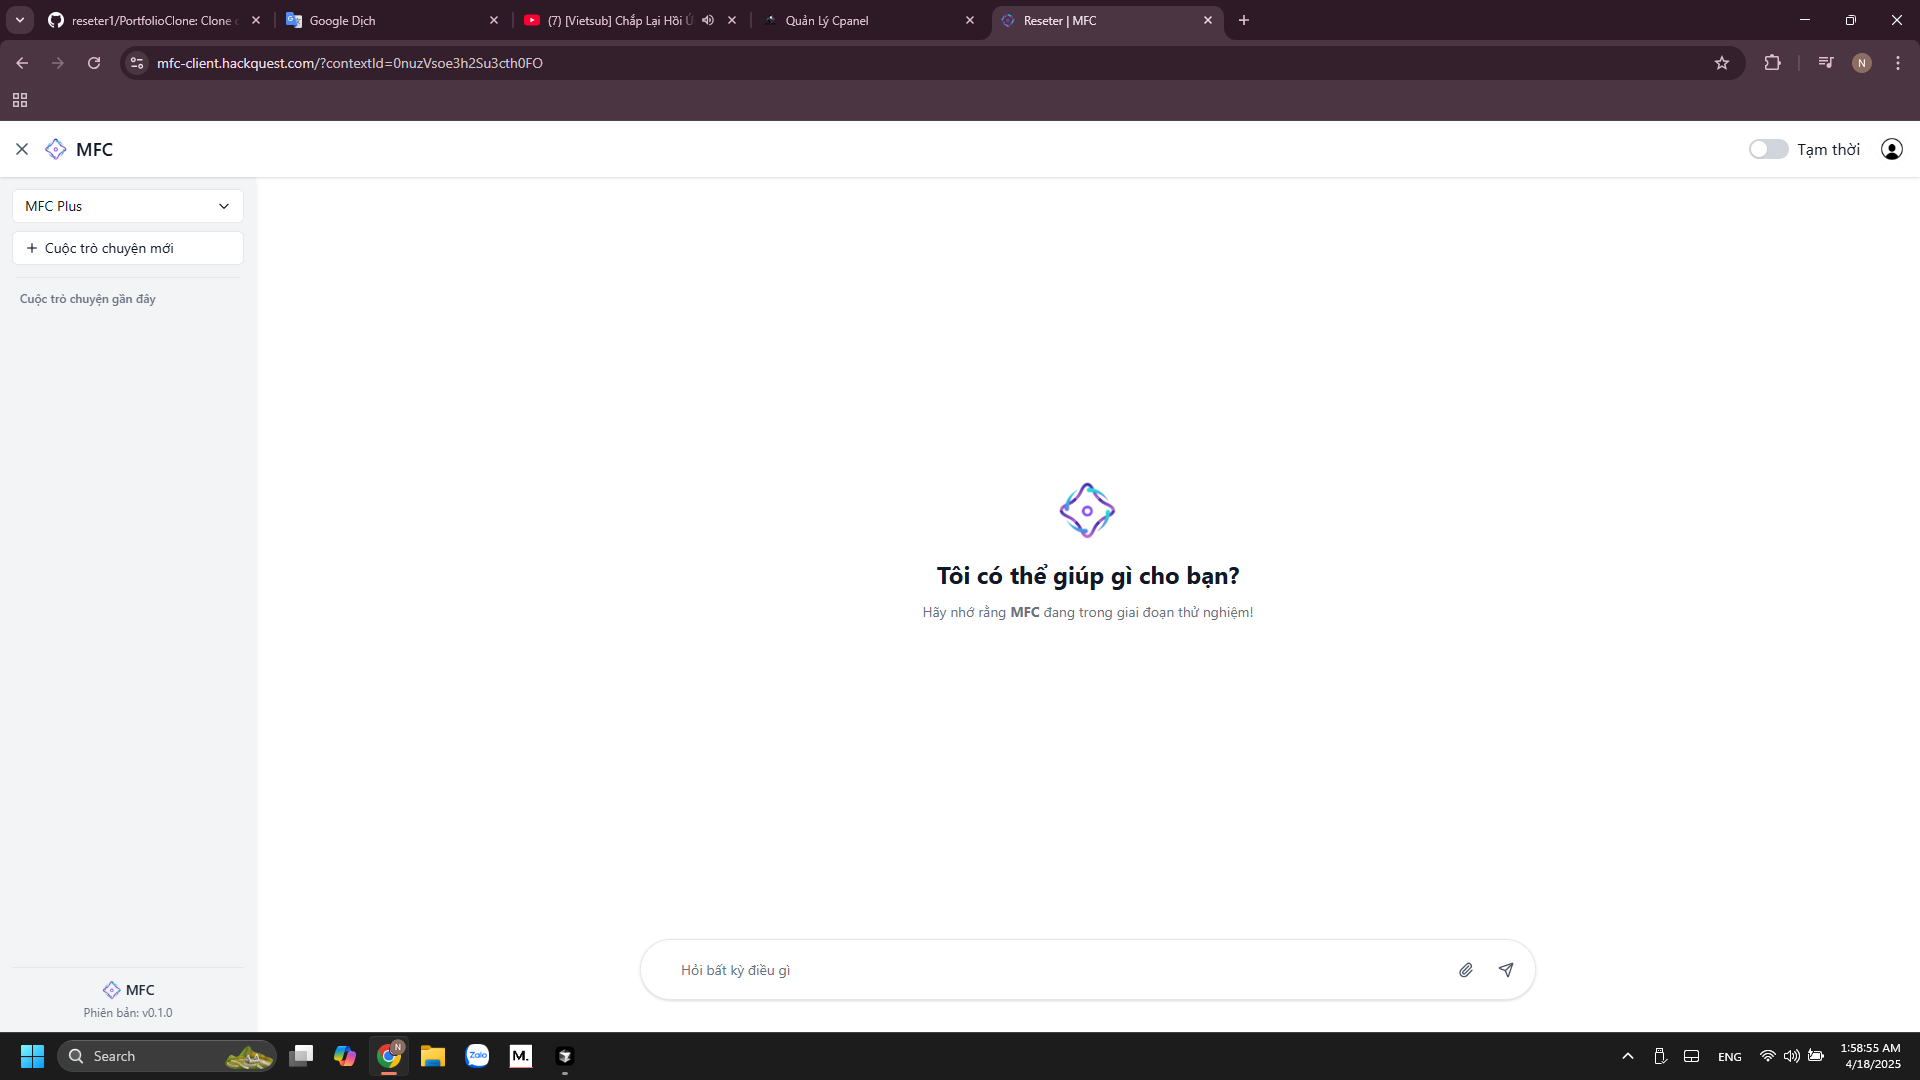 reseter1/PortfolioClone: Clone
Google Dịch
(7) [Vietsub] Chắp Lại Hồi Ứ
Quản Lý Cpanel
Reseter | MFC
mfc-client.hackquest.com/?contextId=0nuzVsoe3h2Su3cth0FO
N
MFC
Tạm thời
MFC Plus
Cuộc trò chuyện mới
Cuộc trò chuyện gần đây
Tôi có thể giúp gì cho bạn?
Hãy nhớ rằng MFC đang trong giai đoạn thử nghiệm!
Hỏi bất kỳ điều gì
MFC
Phiên bản: v0.1.0
Search
N
Zalo
M.
ENG
1:58:55 AM
4/18/2025